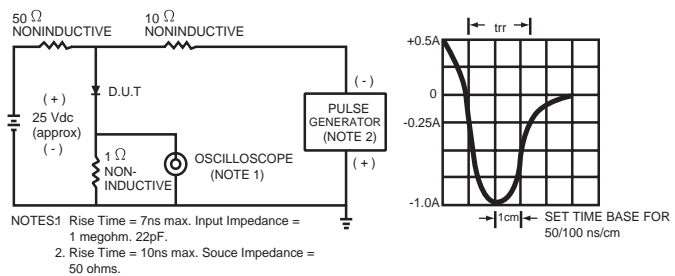 50 Ω
NONINDUCTIVE
10 Ω
NONINDUCTIVE
( + )
25 Vdc
(approx)
( - )
D.U.T
1 Ω
NON-
INDUCTIVE
OSCILLOSCOPE
(NOTE 1)
( - )
PULSE
GENERATOR
(NOTE 2)
( + )
NOTES:1 Rise Time = 7ns max. Input Impedance =
1 megohm. 22pF.
2. Rise Time = 10ns max. Souce Impedance =
50 ohms.
trr
+0.5A
0
-0.25A
-1.0A
1cm
SET TIME BASE FOR
50/100 ns/cm